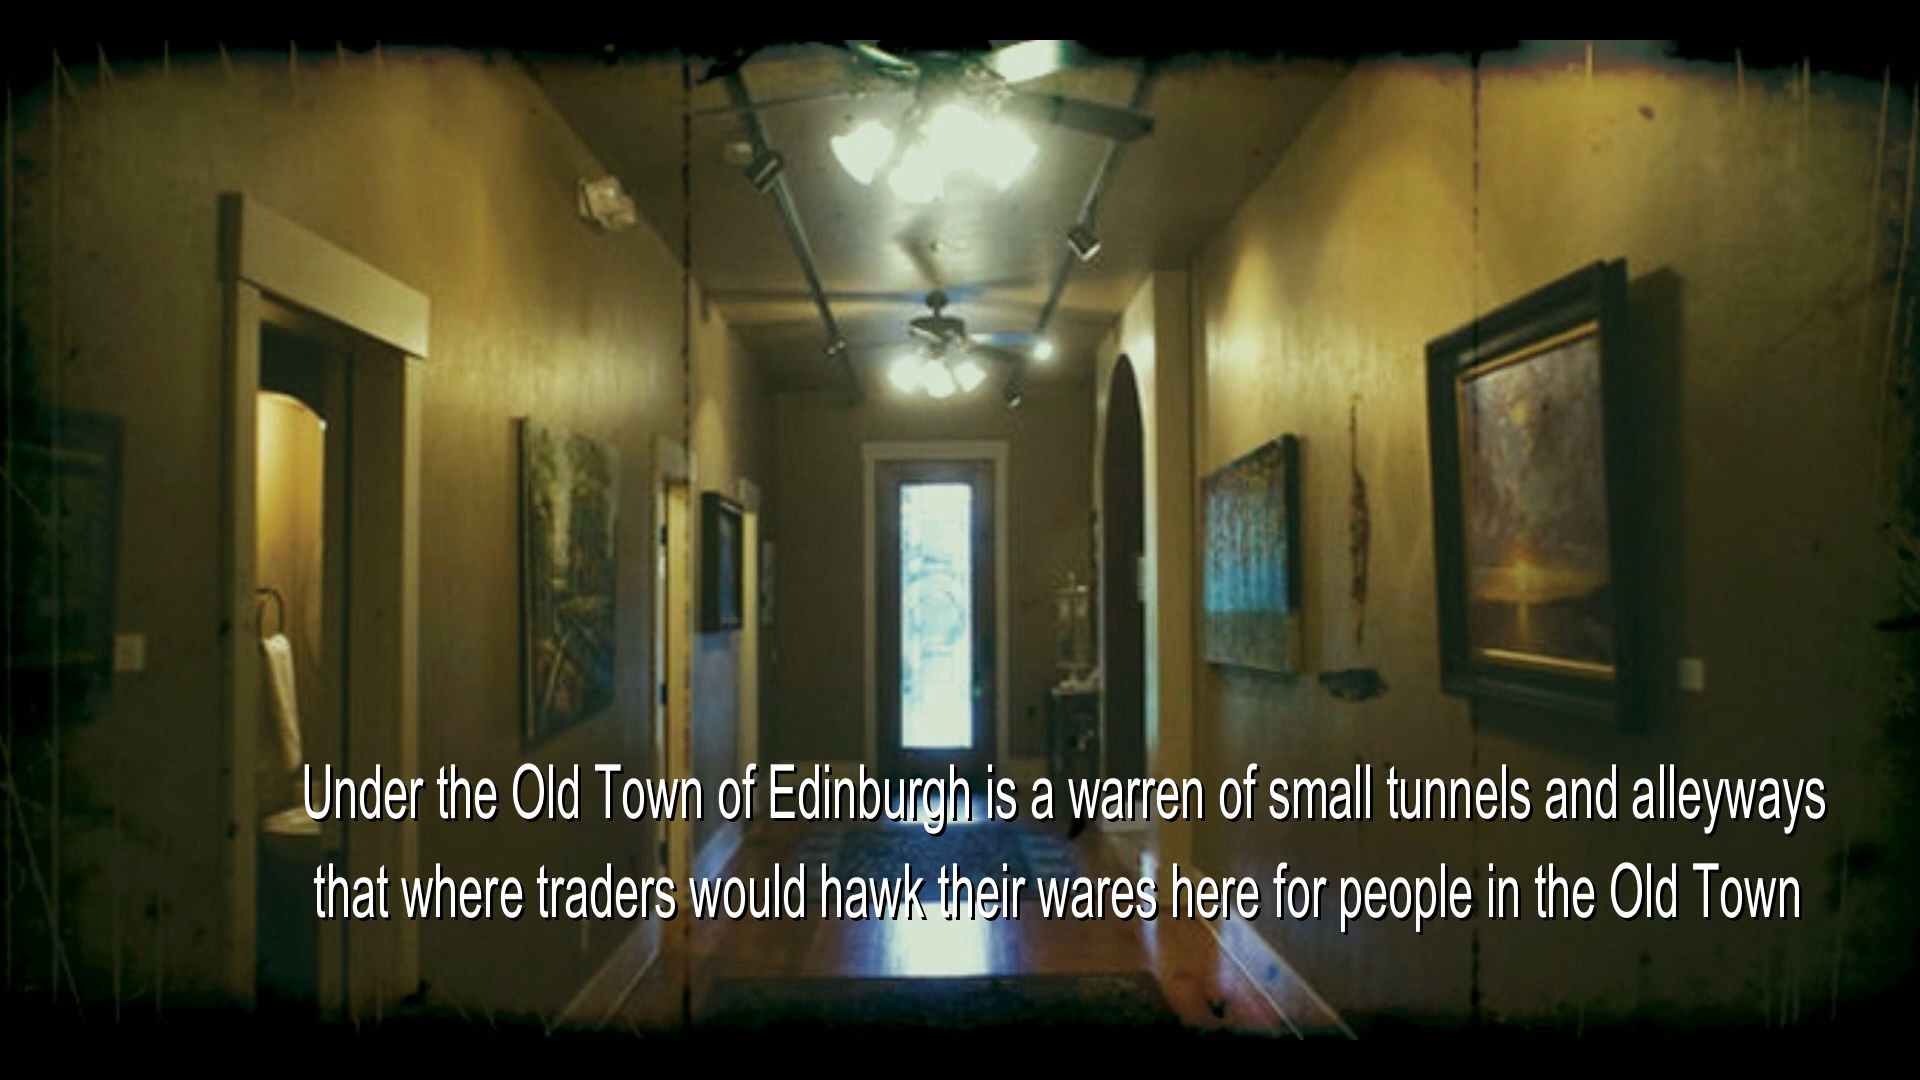 Under the Old Town of Edinburgh is a warren of small tunnels and alleyways
that where traders would hawk their wares here for people in the Old Town